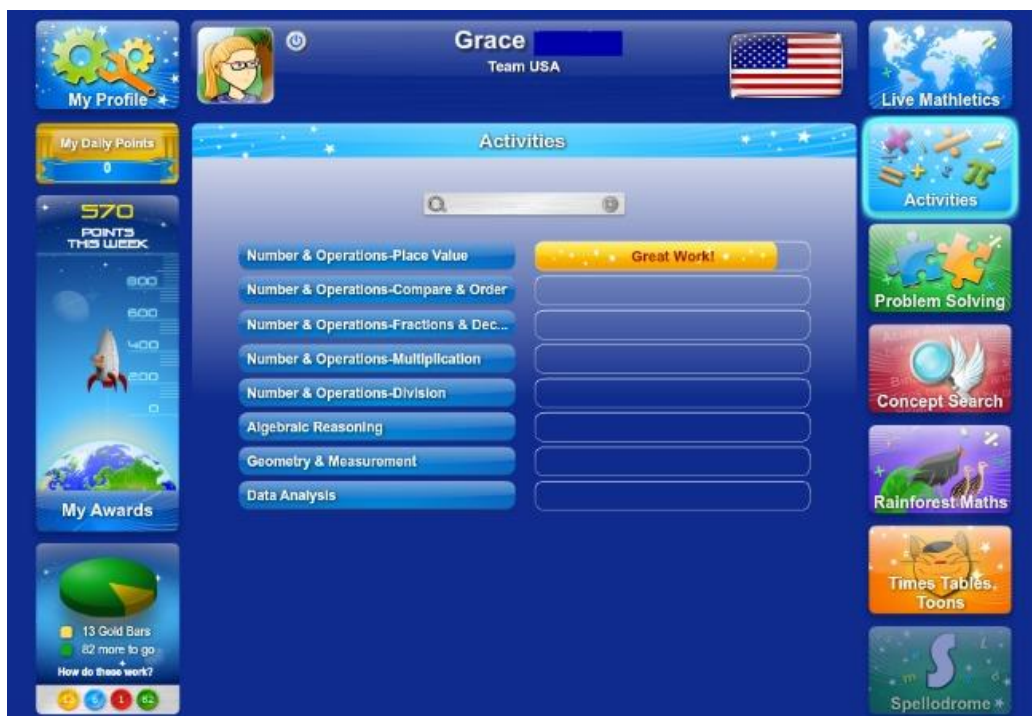 My Profile
Grace
Team USA
Live Mathletics
My Daily Points
0
Activities
Activities
570
POINTS
THIS WEEK
800
600
400
200
0
My Awards
Number & Operations-Place Value
Great Work!
Number & Operations-Compare & Order
Number & Operations-Fractions & Dec...
Number & Operations-Multiplication
Number & Operations-Division
Algebraic Reasoning
Geometry & Measurement
Data Analysis
Problem Solving
Concept Search
Rainforest Maths
Times Tables
Toons
Spellodrome
13 Gold Bars
82 more to go
How do these work?
6
1
82